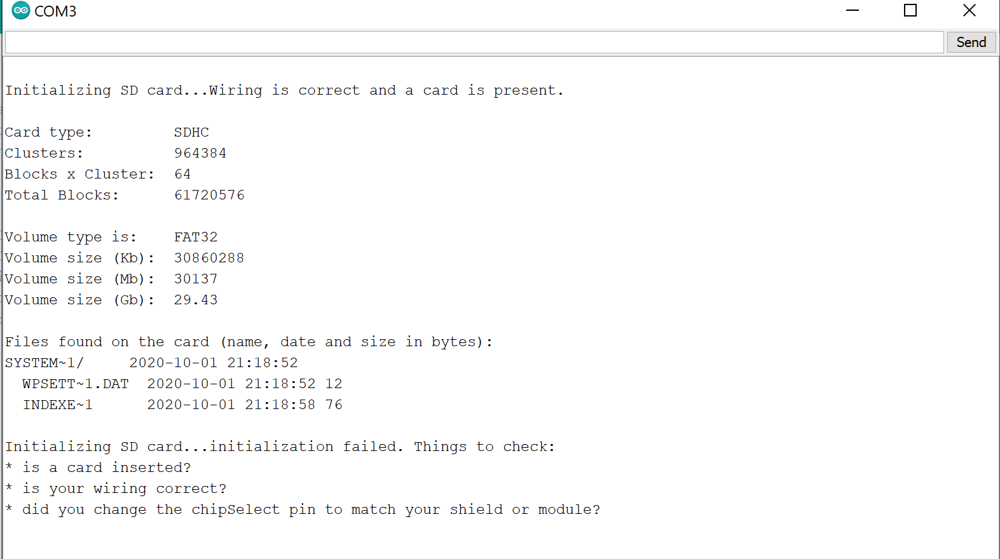 COM3
Send
Initializing SD card...Wiring is correct and a card is present.
Card type: SDHC
Clusters: 964384
Blocks x Cluster: 64
Total Blocks: 61720576
Volume type is: FAT32
Volume size (Kb): 30860288
Volume size (Mb): 30137
Volume size (Gb): 29.43
Files found on the card (name, date and size in bytes):
SYSTEM~1/ 2020-10-01 21:18:52
WPSETT~1.DAT 2020-10-01 21:18:52 12
INDEXE~1 2020-10-01 21:18:58 76
Initializing SD card...initialization failed. Things to check:
* is a card inserted?
* is your wiring correct?
* did you change the chipSelect pin to match your shield or module?